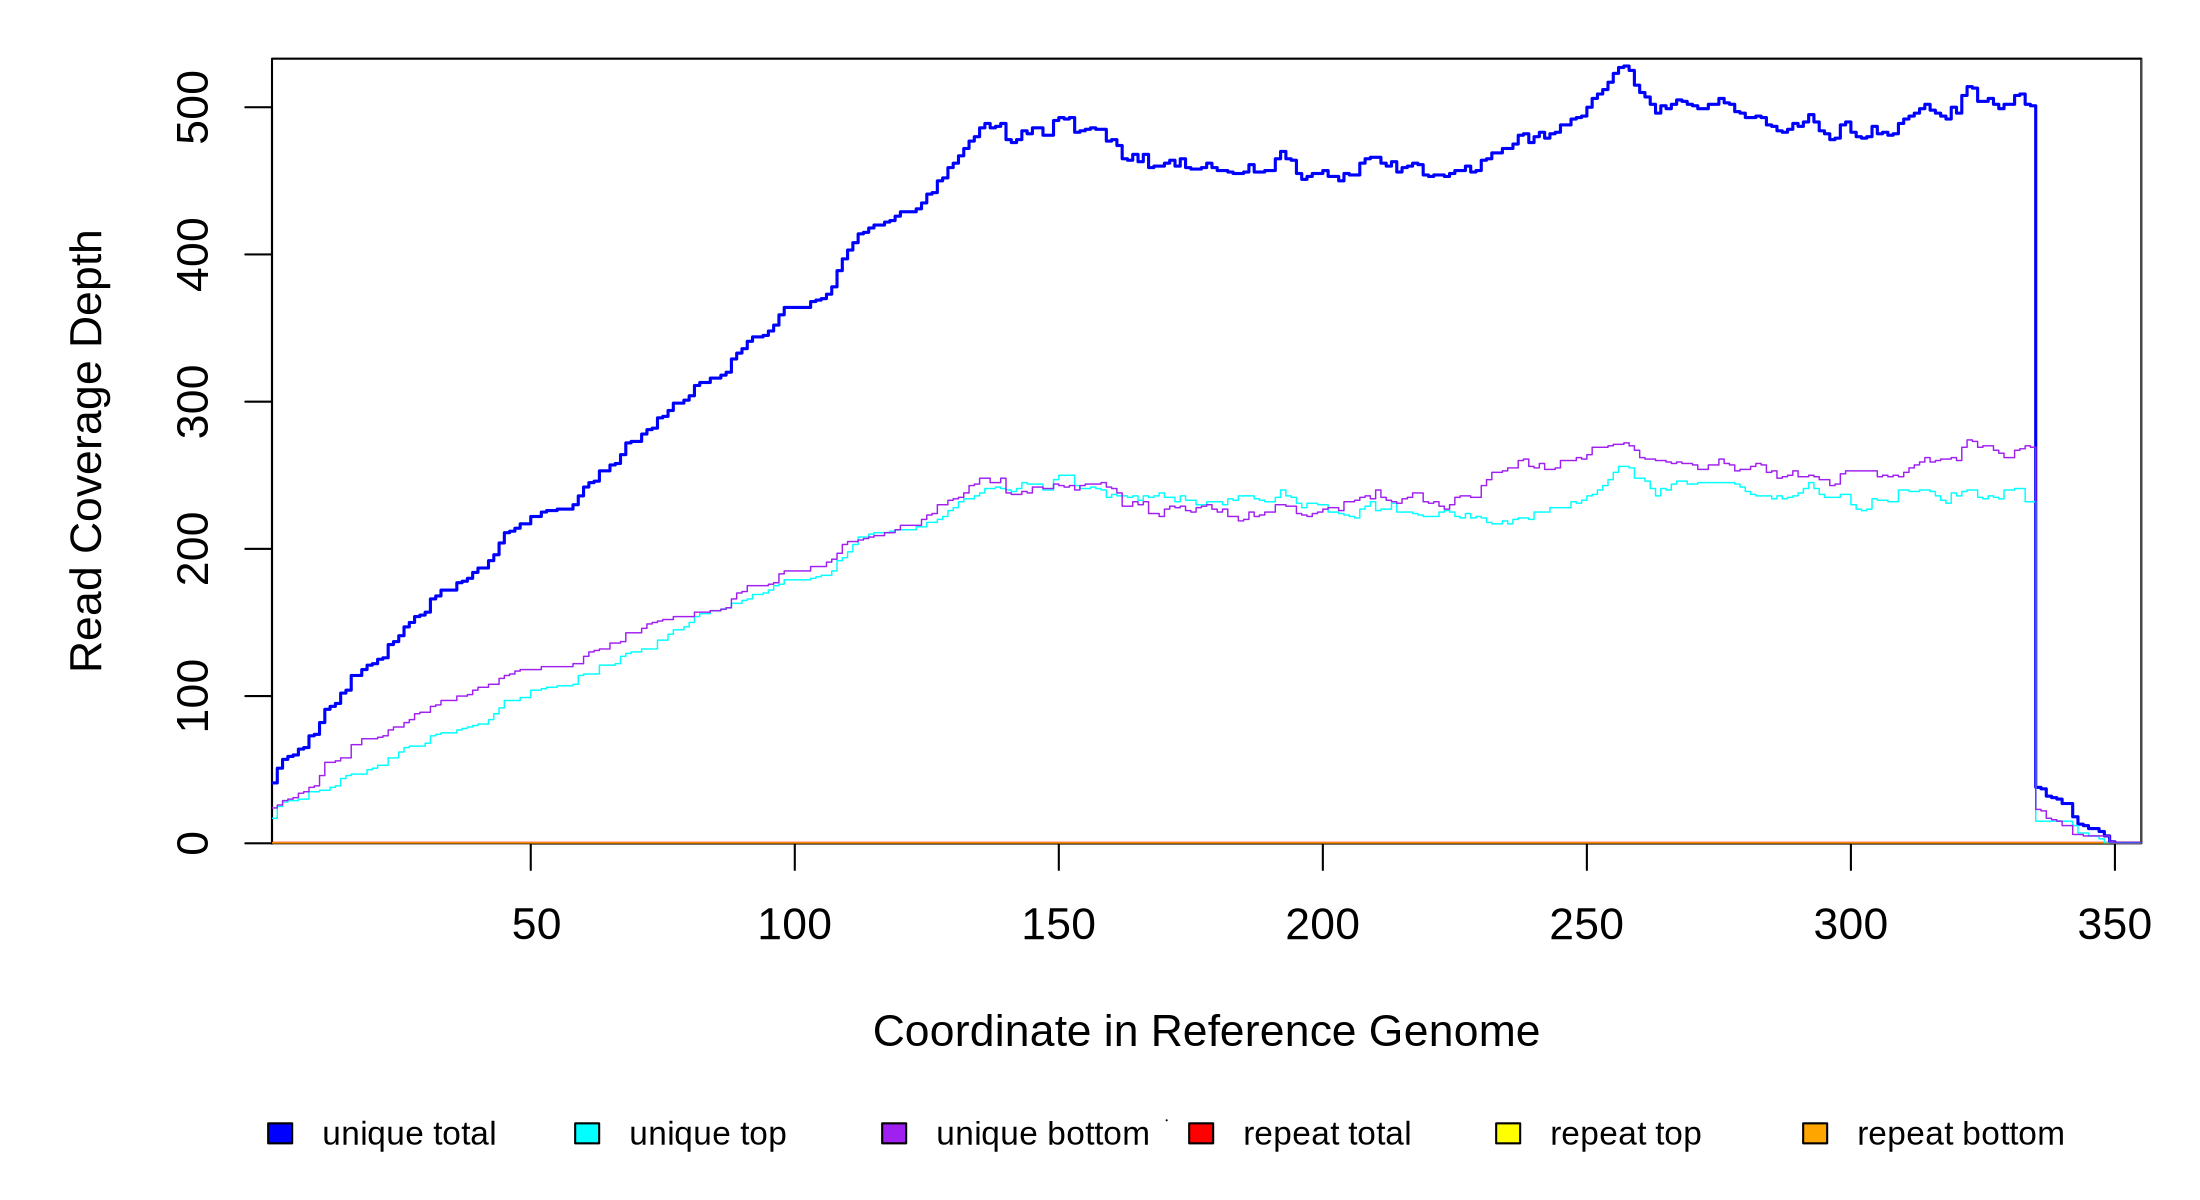 Read Coverage Depth
500
400
300
200
100
0
50 100 150 200 250 300 350
Coordinate in Reference Genome
unique total unique top unique bottom repeat total repeat top repeat bottom